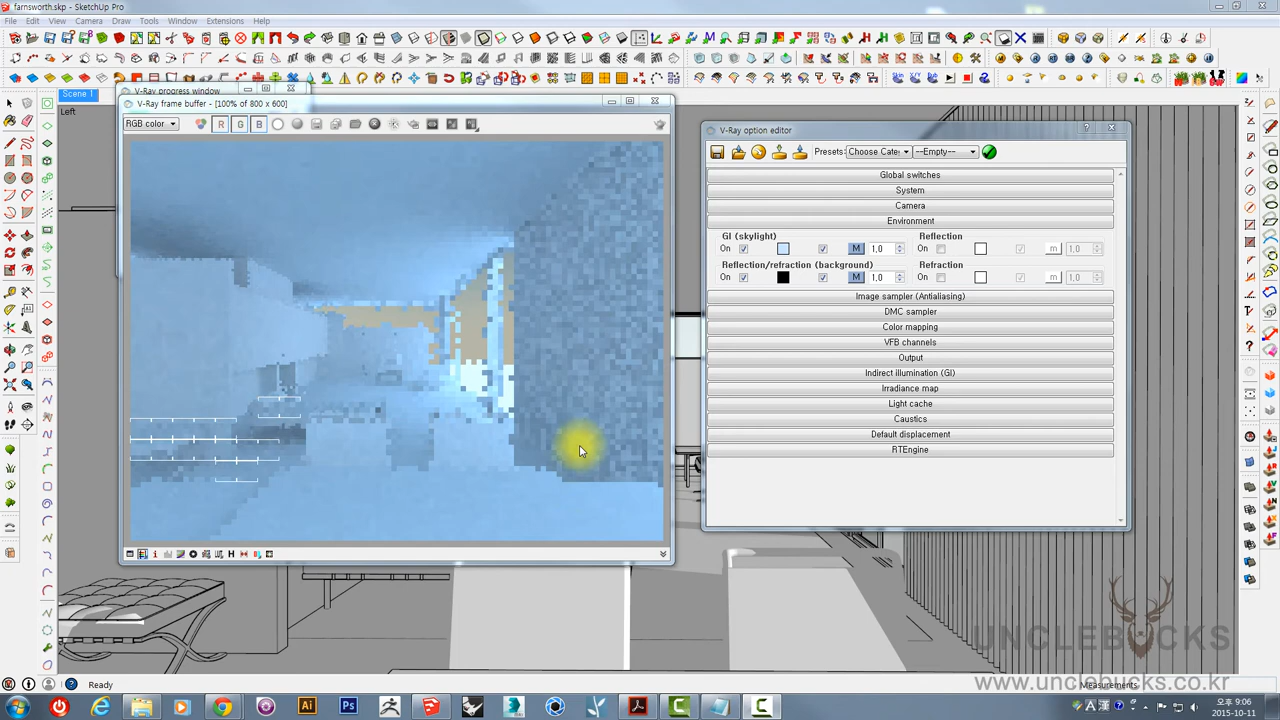 farnsworth.skp - SketchUp Pro
File Edit View Camera Draw Tools Window Extensions Help
Scene 1
Left
V-Ray progress window
V-Ray frame buffer - [100% of 800 x 600]
RGB color
R G B
V-Ray option editor
Presets: Choose Cate --Empty--
Global switches
System
Camera
Environment
GI (skylight) Reflection
On M 1,0 On m 1,0
Reflection/refraction (background) Refraction
On M 1,0 On m 1,0
Image sampler (Antialiasing)
DMC sampler
Color mapping
VFB channels
Output
Indirect illumination (GI)
Irradiance map
Light cache
Caustics
Default displacement
RTEngine
UNCLEBUCKS
www.unclebucks.co.kr
Ready
Measurements
Ai Ps
A 漢
오후 9:06
2015-10-11